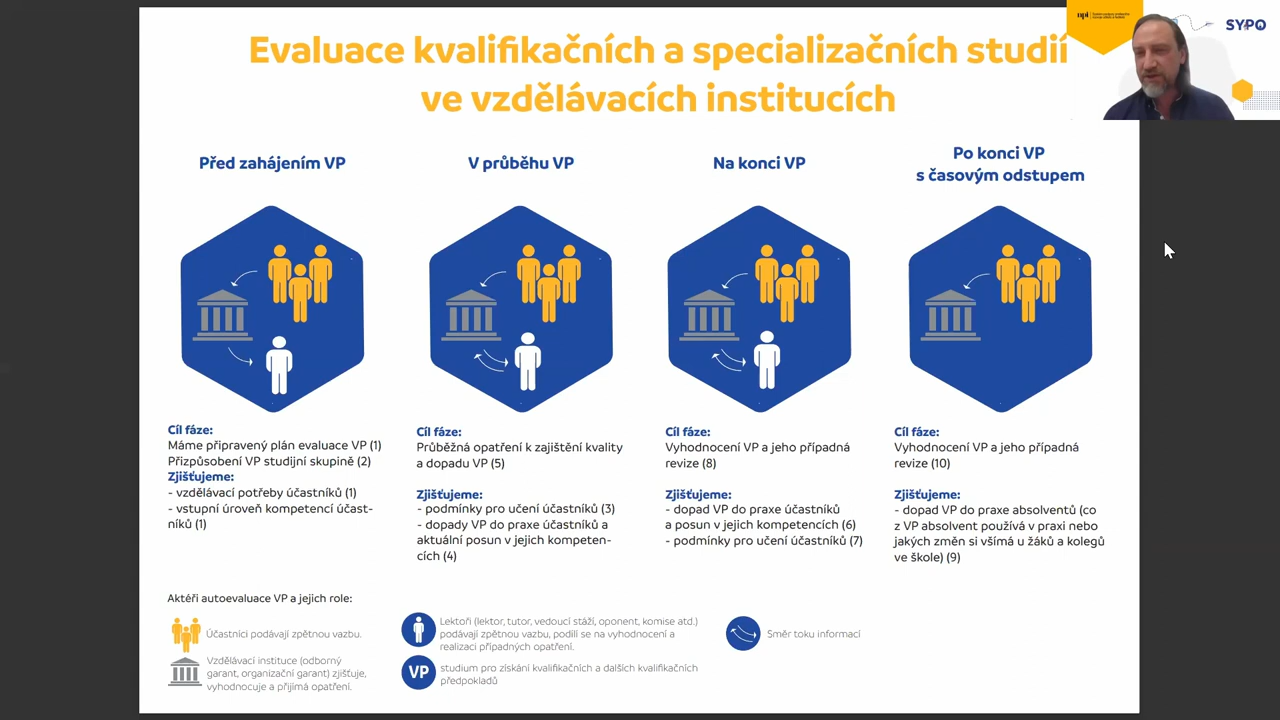 Evaluace kvalifikačních a specializačních studií
ve vzdělávacích institucích
npi
SYPO
Před zahájením VP
V průběhu VP
Na konci VP
Po konci VP
s časovým odstupem
Cíl fáze:
Máme připravený plán evaluace VP (1)
Přizpůsobení VP studijní skupině (2)
Zjišťujeme:
- vzdělávací potřeby účastníků (1)
- vstupní úroveň kompetencí účast-
níků (1)
Cíl fáze:
Průběžná opatření k zajištění kvality
a dopadu VP (5)
Zjišťujeme:
- podmínky pro učení účastníků (3)
- dopady VP do praxe účastníků a
aktuální posun v jejich kompeten-
cích (4)
Cíl fáze:
Vyhodnocení VP a jeho případná
revize (8)
Zjišťujeme:
- dopad VP do praxe účastníků
a posun v jejich kompetencích (6)
- podmínky pro učení účastníků (7)
Cíl fáze:
Vyhodnocení VP a jeho případná
revize (10)
Zjišťujeme:
- dopad VP do praxe absolventů (co
z VP absolvent používá v praxi nebo
jakých změn si všímá u žáků a kolegů
ve škole) (9)
Aktéři autoevaluace VP a jejich role:
Účastníci podávají zpětnou vazbu.
Vzdělávací instituce (odborný
garant, organizační garant) zjišťuje,
vyhodnocuje a přijímá opatření.
Lektoři (lektor, tutor, vedoucí stáží, oponent, komise atd.)
podávají zpětnou vazbu, podílí se na vyhodnocení a
realizaci případných opatření.
VP
studium pro získání kvalifikačních a dalších kvalifikačních
předpokladů
Směr toku informací